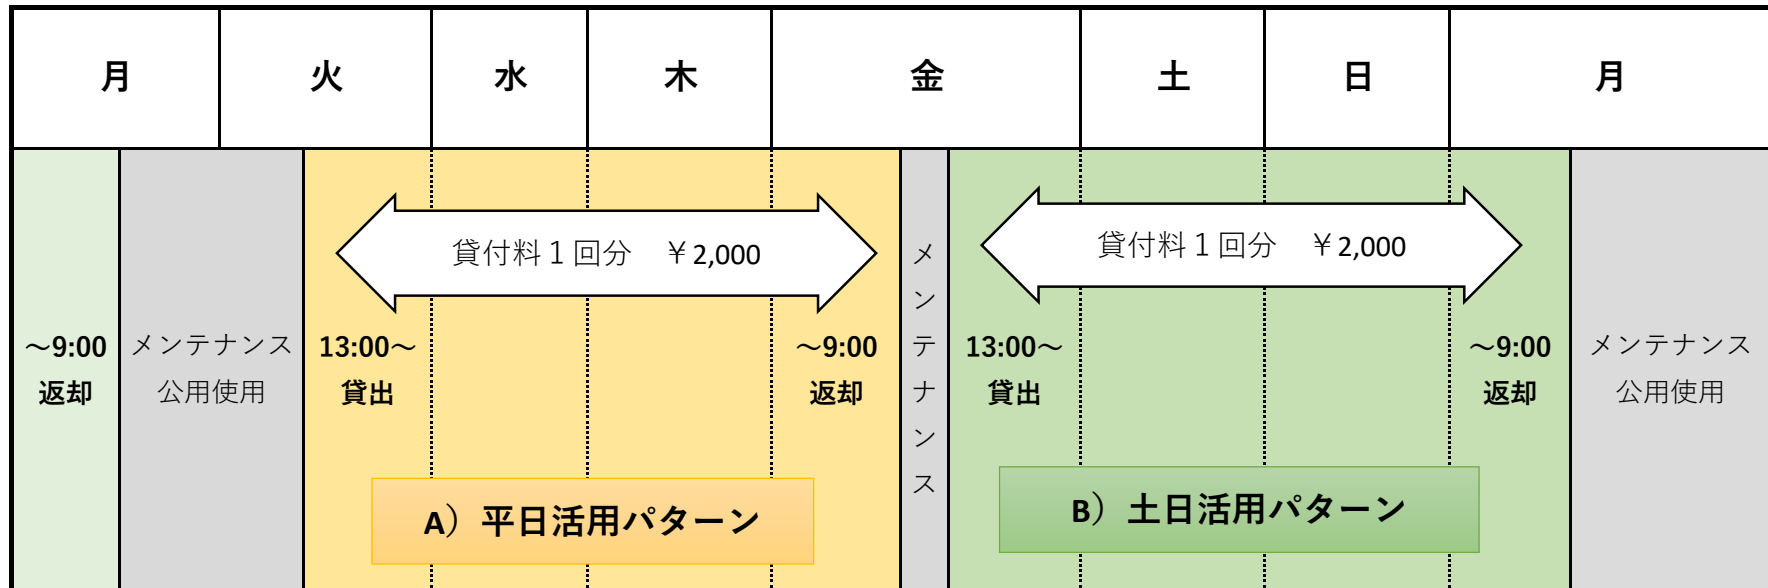 月 火 水 木 金 土 日 月
貸付料１回分　￥2,000
貸付料１回分　￥2,000
～9:00
返却
メンテナンス
公用使用
13:00～
貸出
～9:00
返却
メンテナンス
13:00～
貸出
～9:00
返却
メンテナンス
公用使用
A）平日活用パターン
B）土日活用パターン